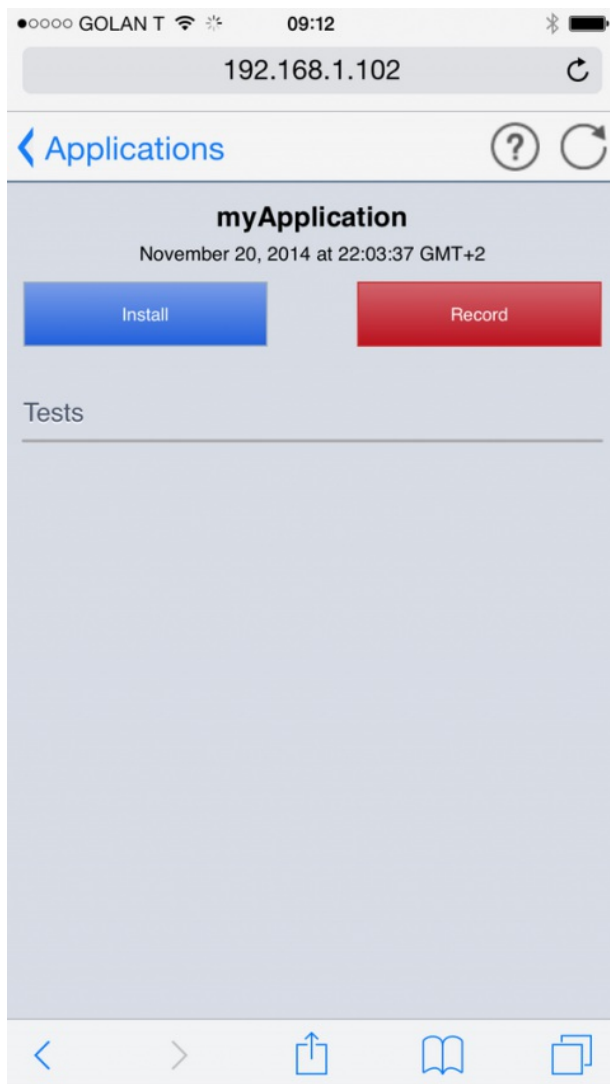 GOLAN T 09:12
192.168.1.102
Applications ?
myApplication
November 20, 2014 at 22:03:37 GMT+2
Install Record
Tests